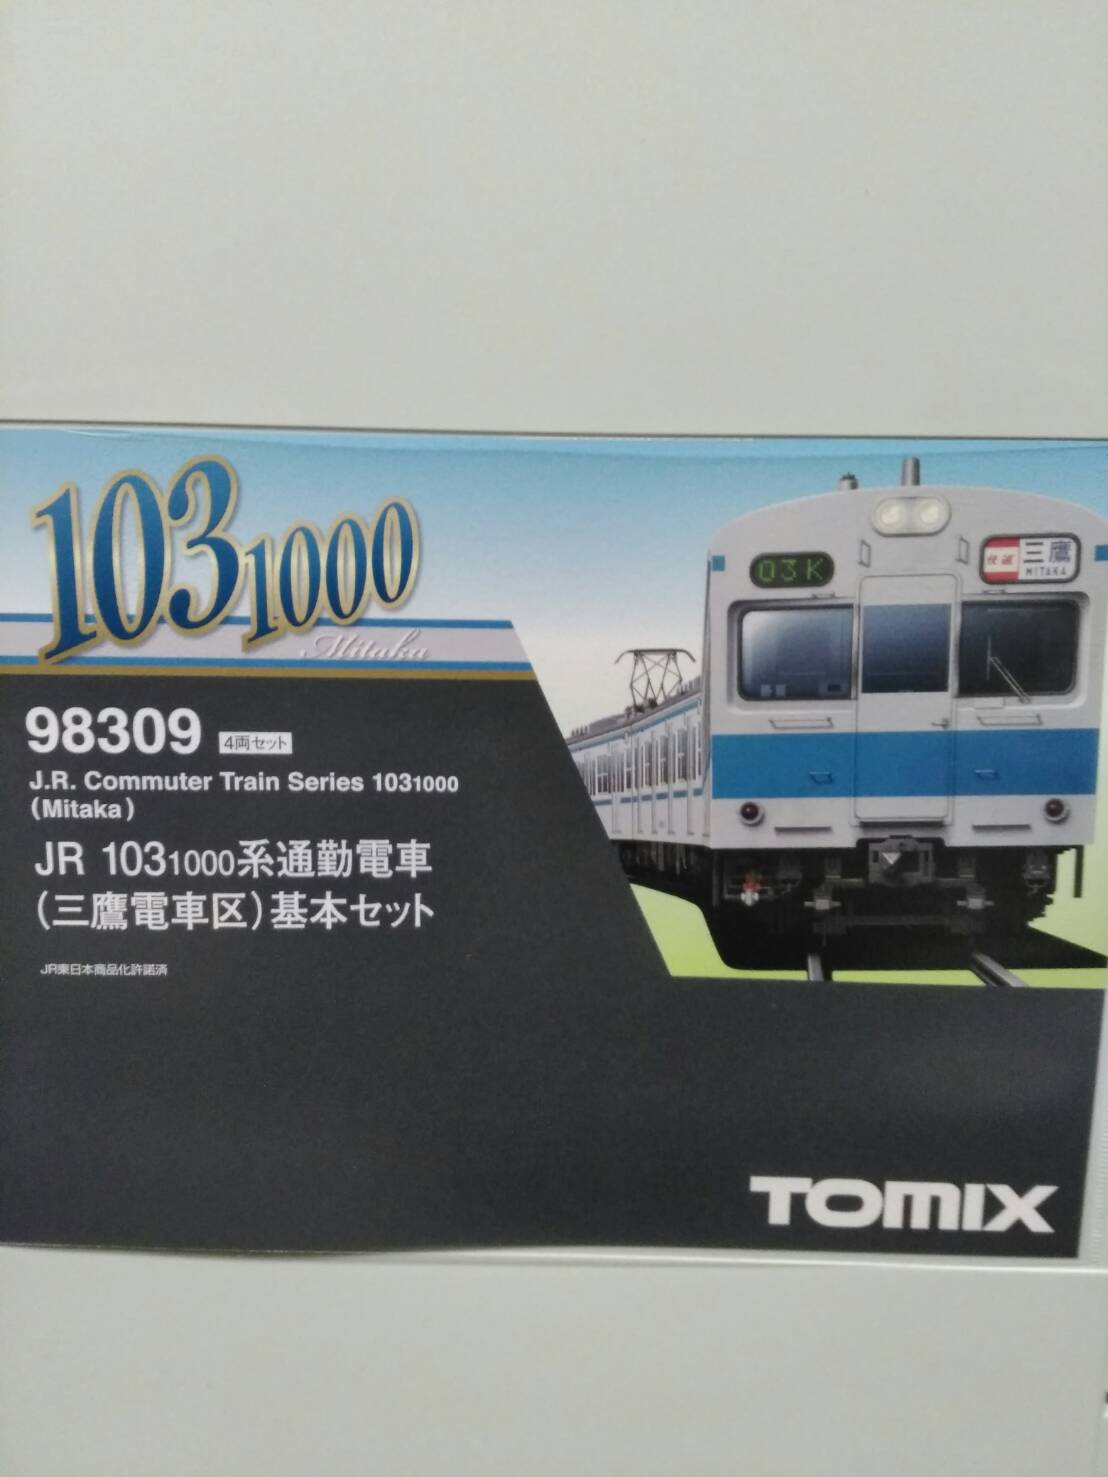 1031000
Mitaka
03K
快速 三鷹
MITAKA
98309 4両セット
J.R. Commuter Train Series 1031000
(Mitaka)
JR 1031000系通勤電車
(三鷹電車区)基本セット
JR東日本商品化許諾済
TOMIX